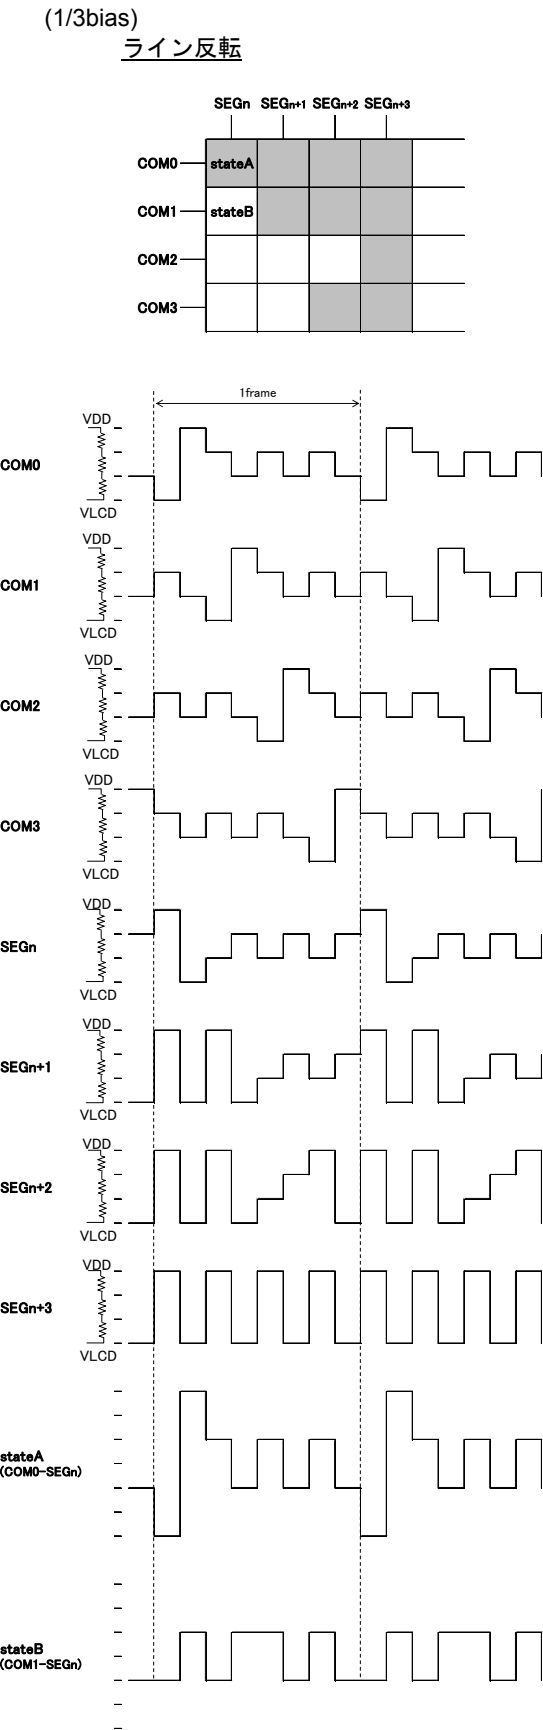 (1/3bias)
ライン反転
SEGn SEGn+1 SEGn+2 SEGn+3
COM0 stateA
COM1 stateB
COM2
COM3
1frame
VDD
COM0
VLCD
VDD
COM1
VLCD
VDD
COM2
VLCD
VDD
COM3
VLCD
VDD
SEGn
VLCD
VDD
SEGn+1
VLCD
VDD
SEGn+2
VLCD
VDD
SEGn+3
VLCD
stateA
(COM0-SEGn)
stateB
(COM1-SEGn)